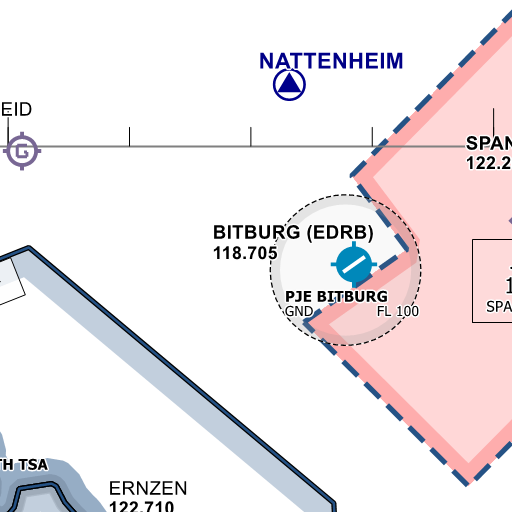 NATTENHEIM
EID
G
SPAN
122.2
BITBURG (EDRB)
118.705
PJE BITBURG
GND FL 100
1
SPA
TH TSA
ERNZEN
122.710